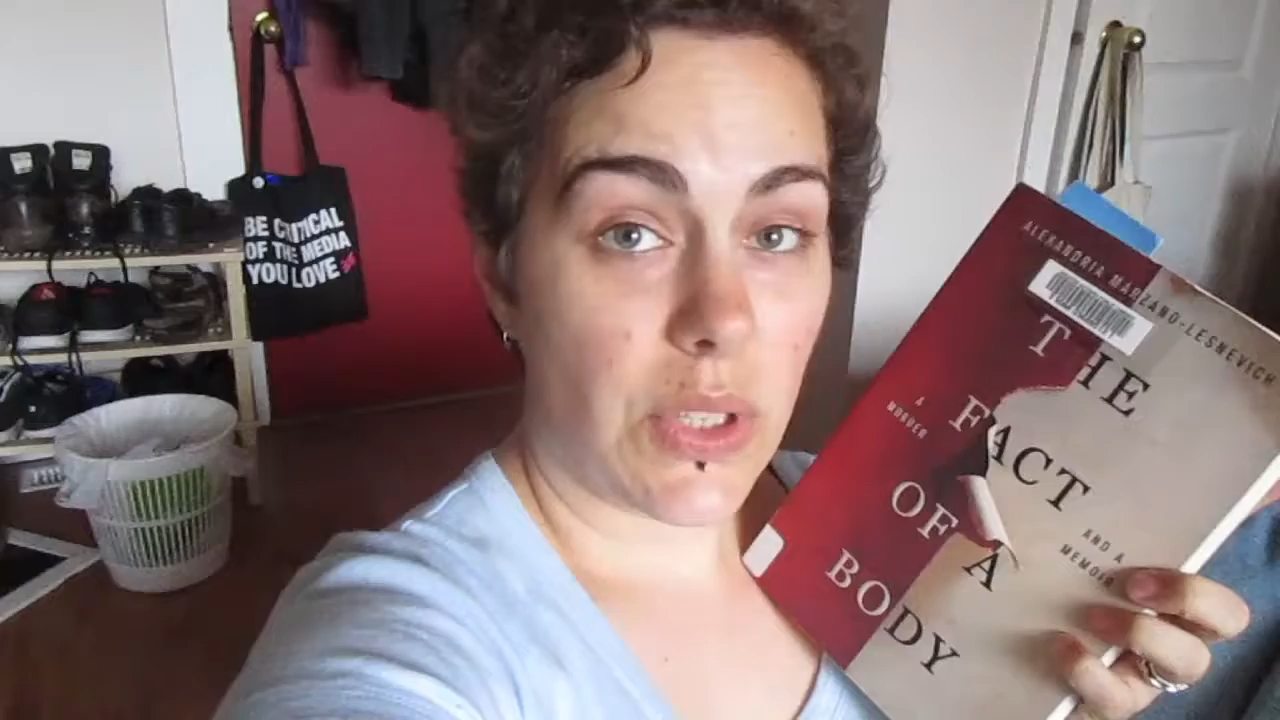 BE CRITICAL
OF THE MEDIA
YOU LOVE
ALEXANDRIA MARZANO-LESNEVICH
THE
FACT
OF A
BODY
A
MURDER
AND A
MEMOIR